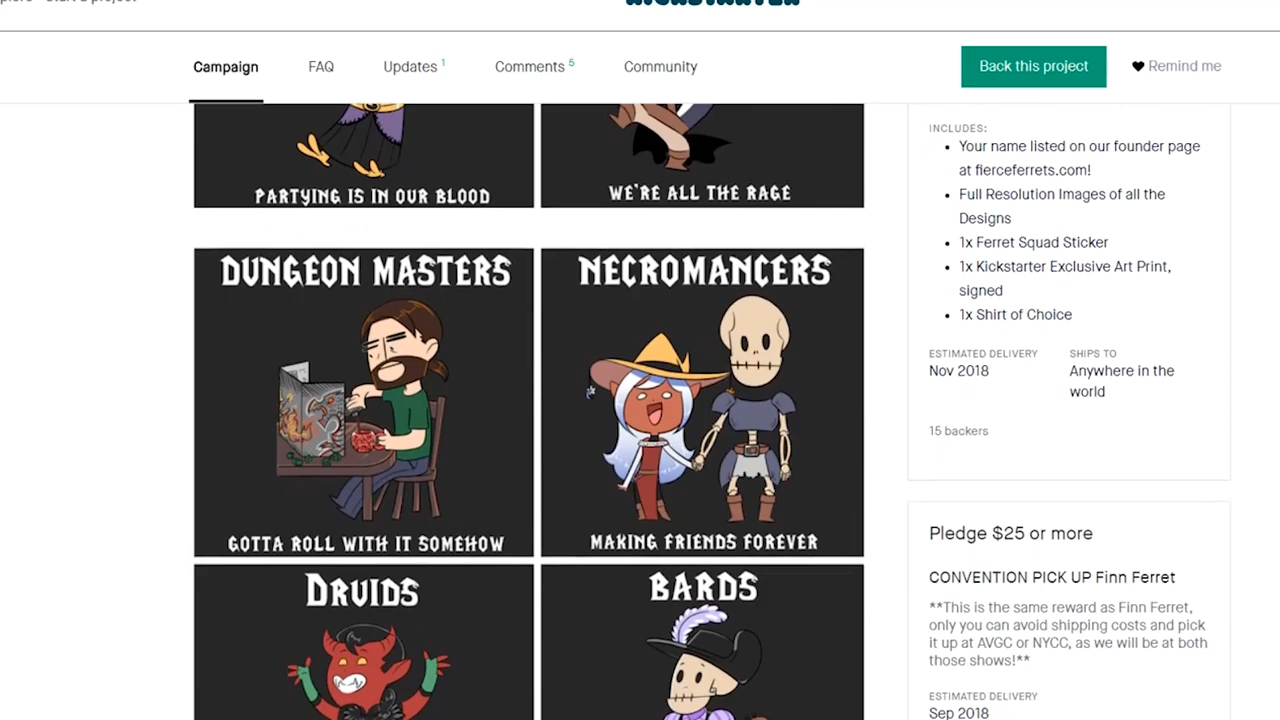 Campaign
FAQ
Updates 1
Comments 5
Community
Back this project
Remind me
PARTYING IS IN OUR BLOOD
WE'RE ALL THE RAGE
DUNGEON MASTERS
GOTTA ROLL WITH IT SOMEHOW
NECROMANCERS
MAKING FRIENDS FOREVER
DRUIDS
BARDS
INCLUDES:
Your name listed on our founder page
at fierceferrets.com!
Full Resolution Images of all the
Designs
1x Ferret Squad Sticker
1x Kickstarter Exclusive Art Print,
signed
1x Shirt of Choice
ESTIMATED DELIVERY
Nov 2018
SHIPS TO
Anywhere in the
world
15 backers
Pledge $25 or more
CONVENTION PICK UP Finn Ferret
**This is the same reward as Finn Ferret,
only you can avoid shipping costs and pick
it up at AVGC or NYCC, as we will be at both
those shows!**
ESTIMATED DELIVERY
Sep 2018